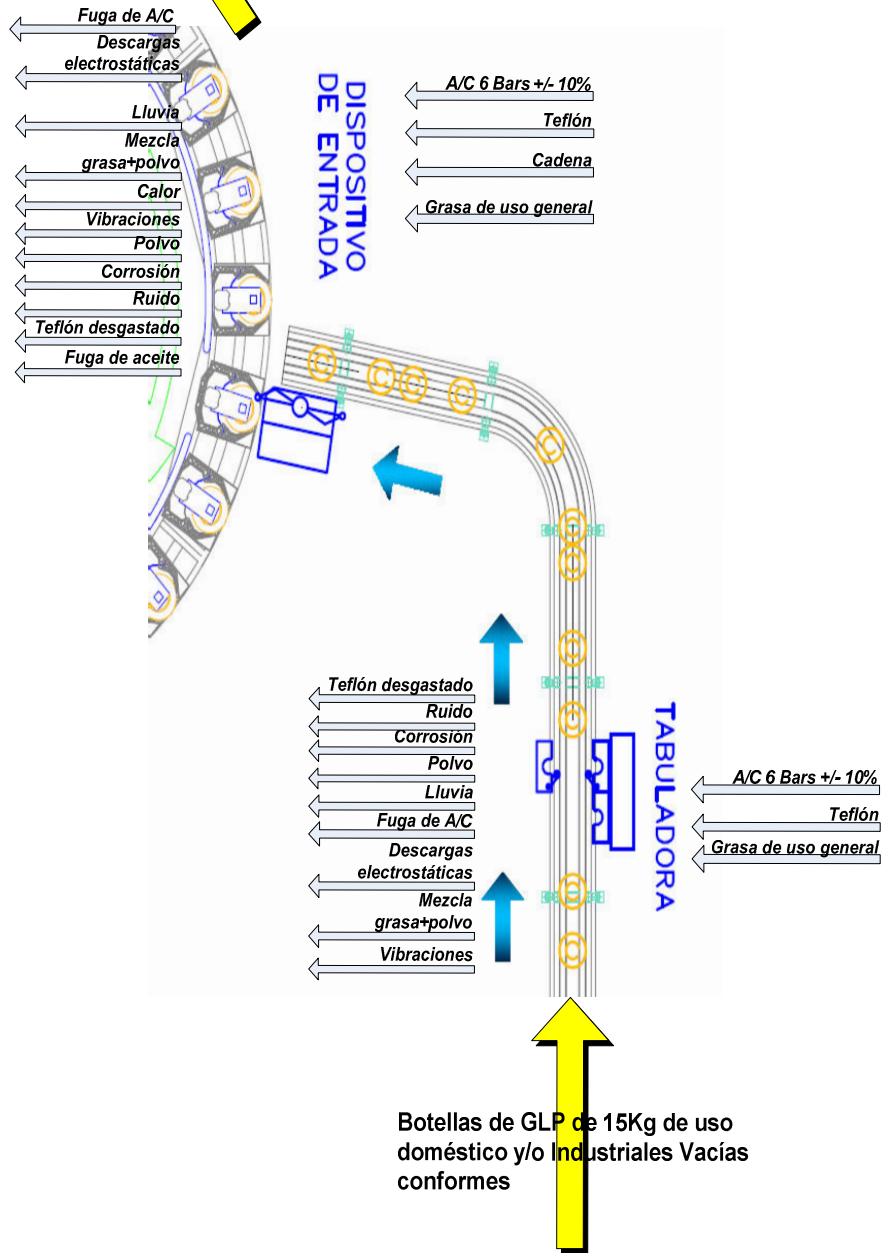 Fuga de A/C
Descargas
electrostáticas
Lluvia
Mezcla
grasa+polvo
Calor
Vibraciones
Polvo
Corrosión
Ruido
Teflón desgastado
Fuga de aceite
DISPOSITIVO
DE ENTRADA
A/C 6 Bars +/- 10%
Teflón
Cadena
Grasa de uso general
C
C
C
C
C
C
C
C
C
C
C
Teflón desgastado
Ruido
Corrosión
Polvo
Lluvia
Fuga de A/C
Descargas
electrostáticas
Mezcla
grasa+polvo
Vibraciones
TABULADORA
A/C 6 Bars +/- 10%
Teflón
Grasa de uso general
Botellas de GLP de 15Kg de uso
doméstico y/o Industriales Vacías
conformes